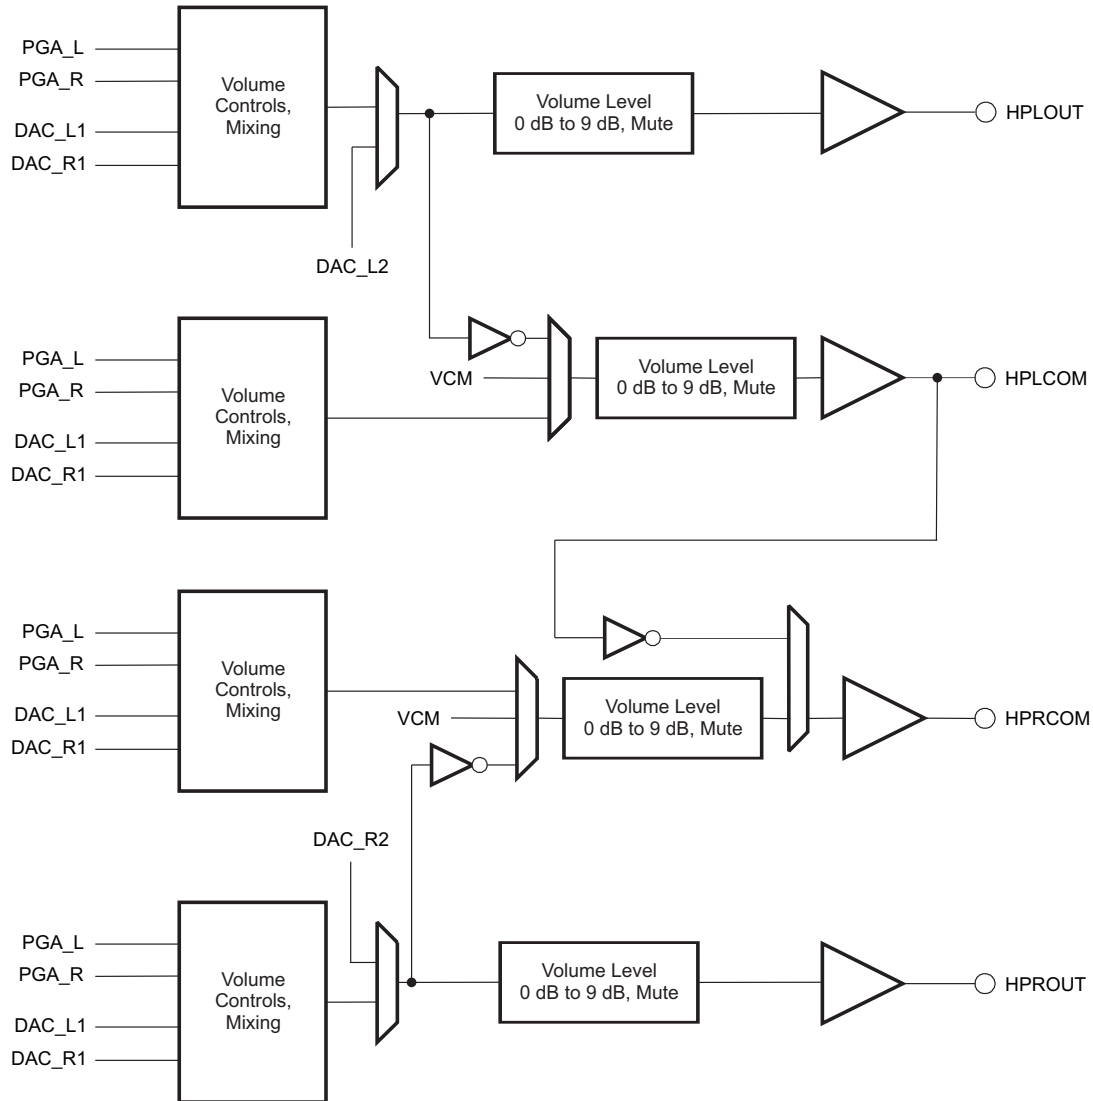 PGA_L
PGA_R
DAC_L1
DAC_R1
Volume
Controls,
Mixing
DAC_L2
Volume Level
0 dB to 9 dB, Mute
HPLOUT
PGA_L
PGA_R
DAC_L1
DAC_R1
Volume
Controls,
Mixing
VCM
Volume Level
0 dB to 9 dB, Mute
HPLCOM
PGA_L
PGA_R
DAC_L1
DAC_R1
Volume
Controls,
Mixing
VCM
Volume Level
0 dB to 9 dB, Mute
HPRCOM
DAC_R2
PGA_L
PGA_R
DAC_L1
DAC_R1
Volume
Controls,
Mixing
Volume Level
0 dB to 9 dB, Mute
HPROUT